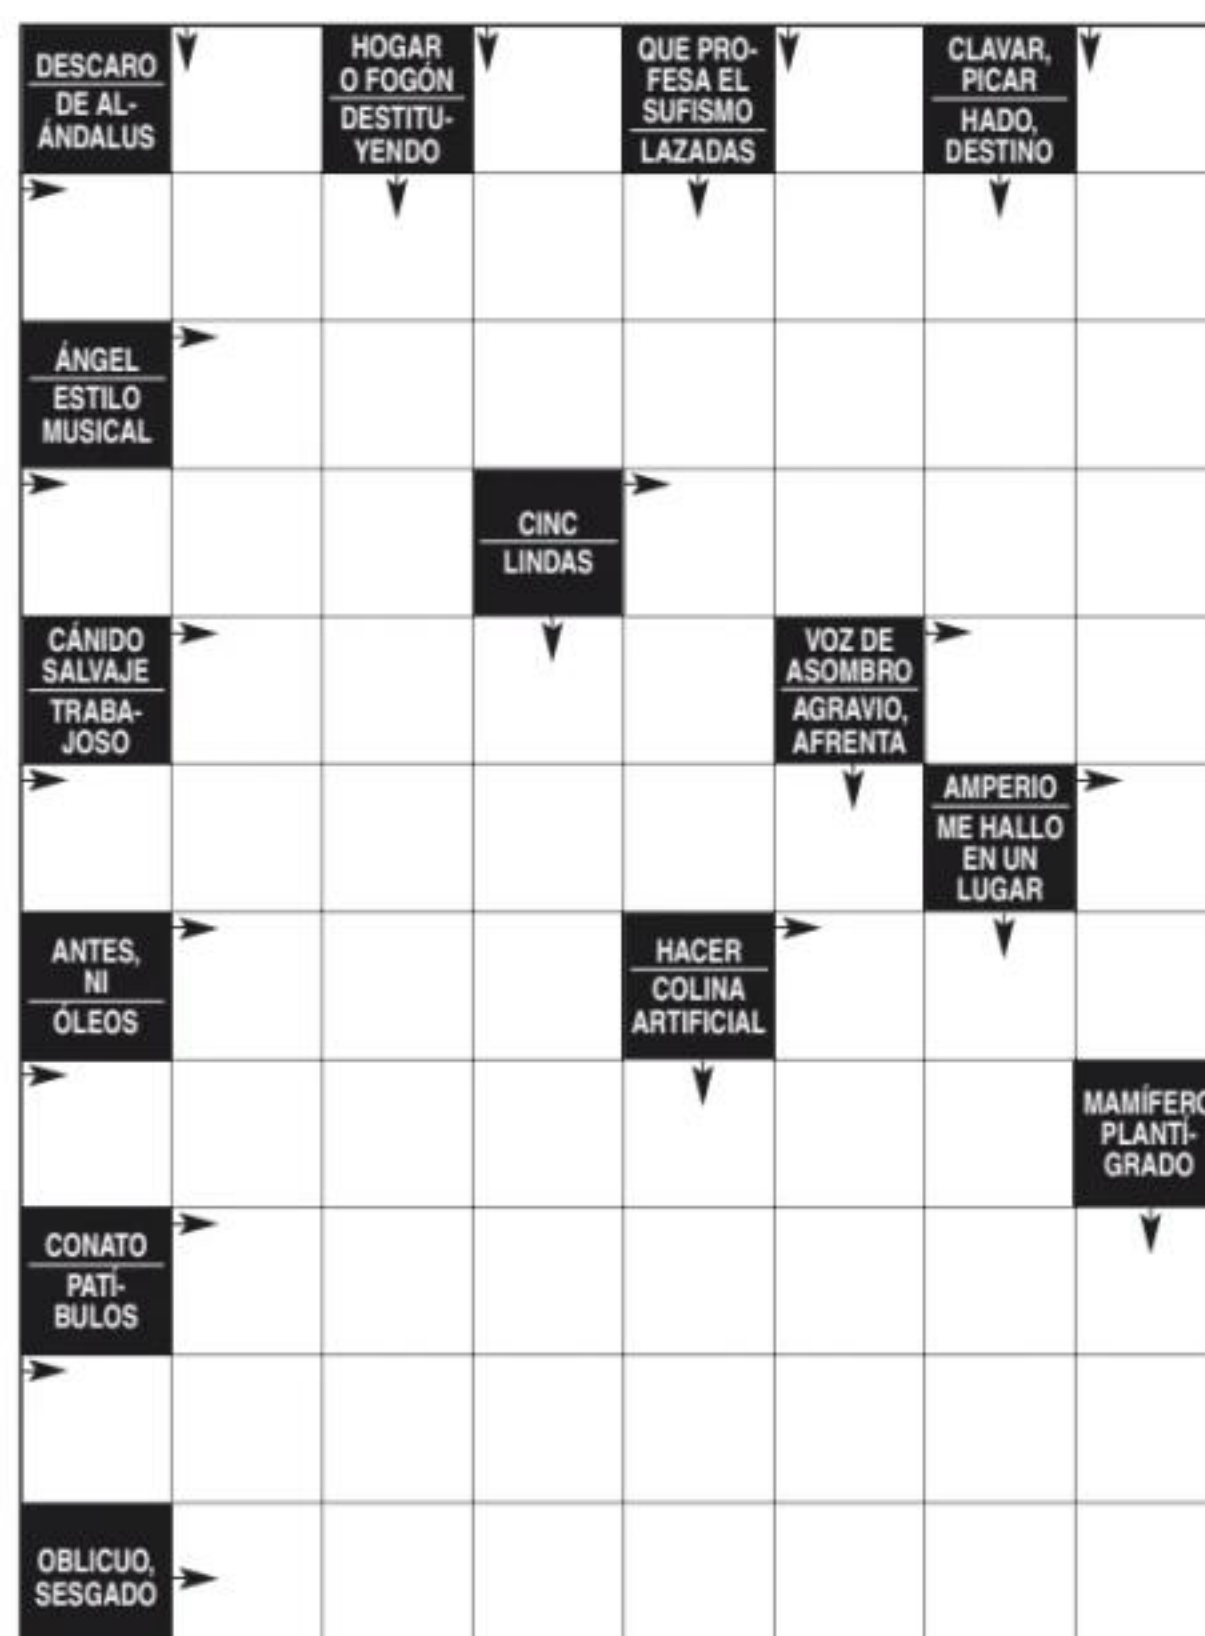 DESCARO
DE AL-
ÁNDALUS
HOGAR
O FOGÓN
DESTITU-
YENDO
QUE PRO-
FESA EL
SUFISMO
LAZADAS
CLAVAR,
PICAR
HADO,
DESTINO
ÁNGEL
ESTILO
MUSICAL
CINC
LINDAS
CÁNIDO
SALVAJE
TRABA-
JOSO
VOZ DE
ASOMBRO
AGRAVIO,
AFRENTA
AMPERIO
ME HALLO
EN UN
LUGAR
ANTES,
NI
ÓLEOS
HACER
COLINA
ARTIFICIAL
MAMÍFERO
PLANTÍ-
GRADO
CONATO
PATÍ-
BULOS
OBLICUO,
SESGADO